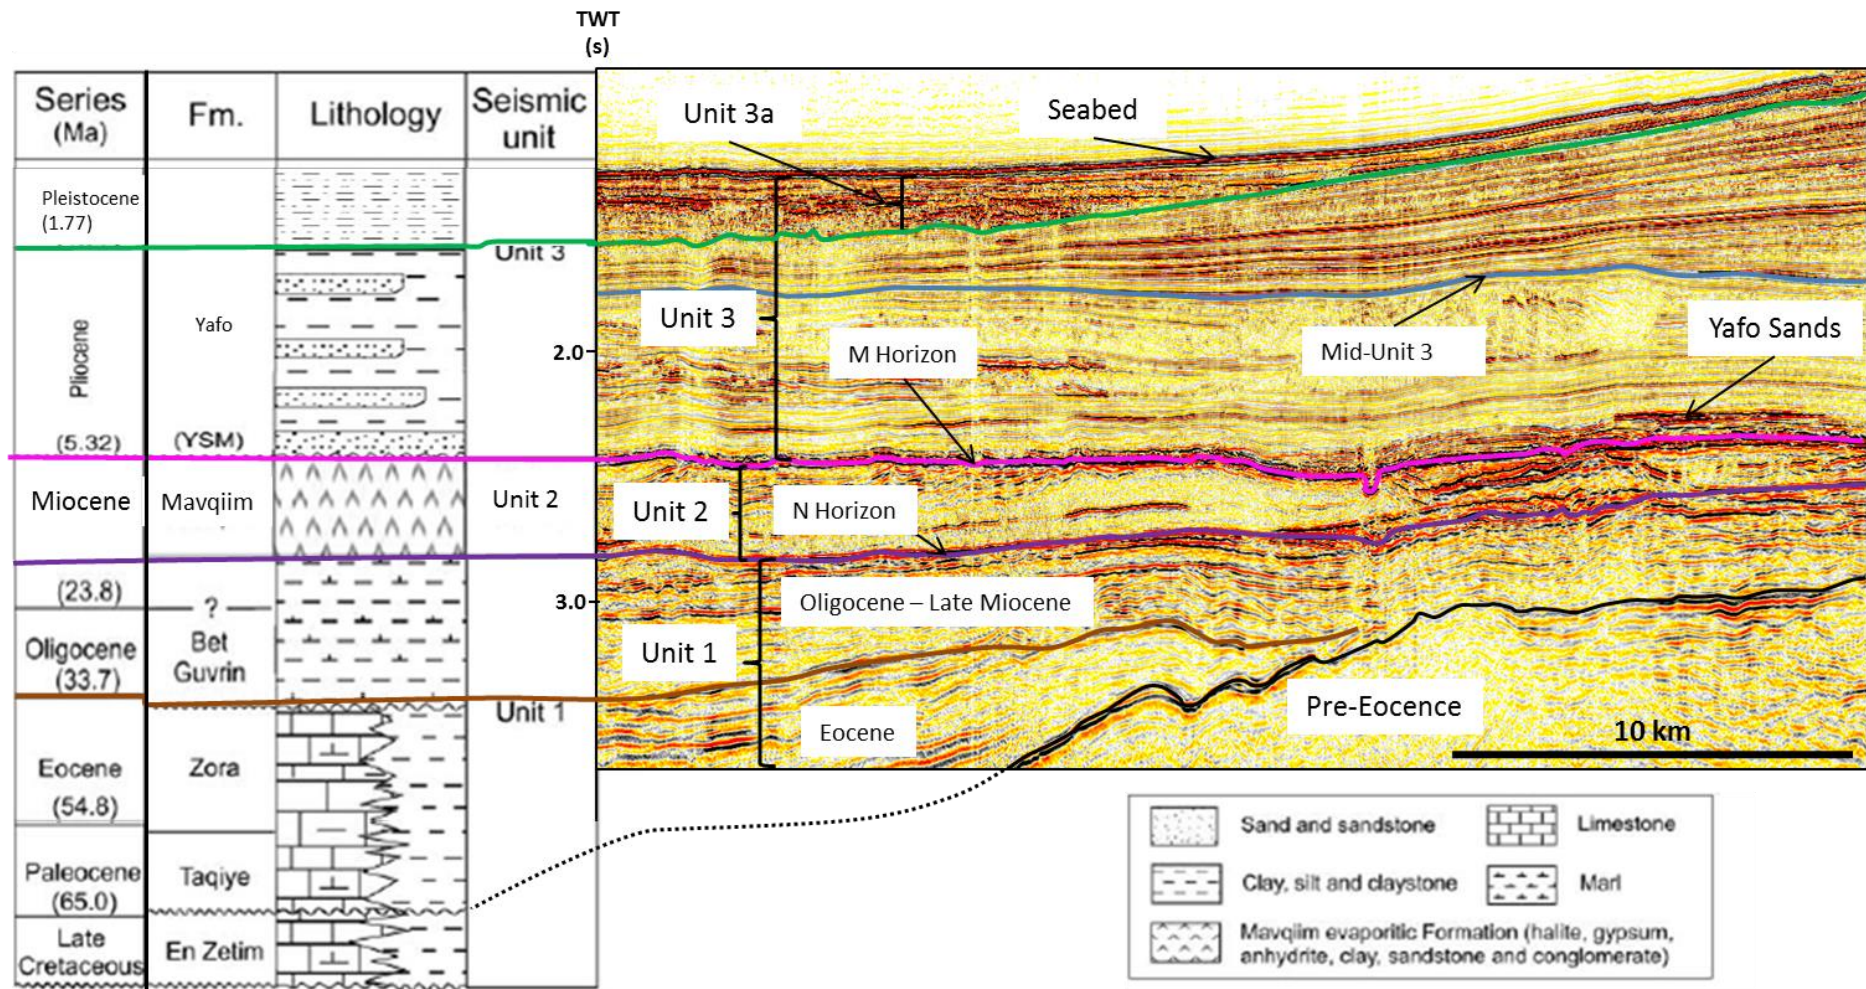 TWT
(s)
Series
(Ma)
Fm.
Lithology
Seismic
unit
Pleistocene
(1.77)
Pliocene
(5.32)
Yafo
(YSM)
Unit 3
Miocene
Mavqiim
Unit 2
(23.8)
?
Oligocene
(33.7)
Bet
Guvrin
Unit 1
Eocene
(54.8)
Zora
Paleocene
(65.0)
Taqiye
Late
Cretaceous
En Zetim
2.0
3.0
Unit 3a
Seabed
Unit 3
M Horizon
Mid-Unit 3
Yafo Sands
Unit 2
N Horizon
Oligocene – Late Miocene
Unit 1
Eocene
Pre-Eocence
10 km
Sand and sandstone
Limestone
Clay, silt and claystone
Marl
Mavqiim evaporitic Formation (halite, gypsum,
anhydrite, clay, sandstone and conglomerate)